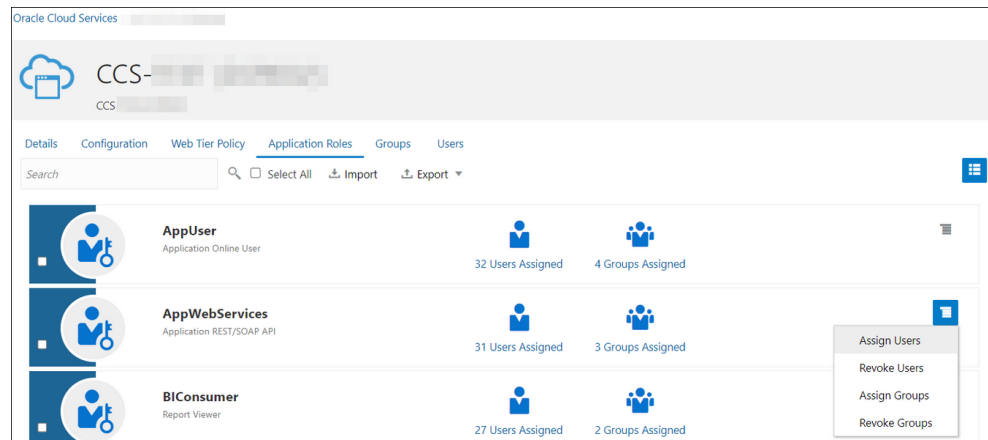 Oracle Cloud Services
CCS-
CCS
Details Configuration Web Tier Policy Application Roles Groups Users
Search Select All Import Export
AppUser
Application Online User
32 Users Assigned 4 Groups Assigned
AppWebServices
Application REST/SOAP API
31 Users Assigned 3 Groups Assigned
Assign Users
Revoke Users
Assign Groups
Revoke Groups
BIConsumer
Report Viewer
27 Users Assigned 2 Groups Assigned